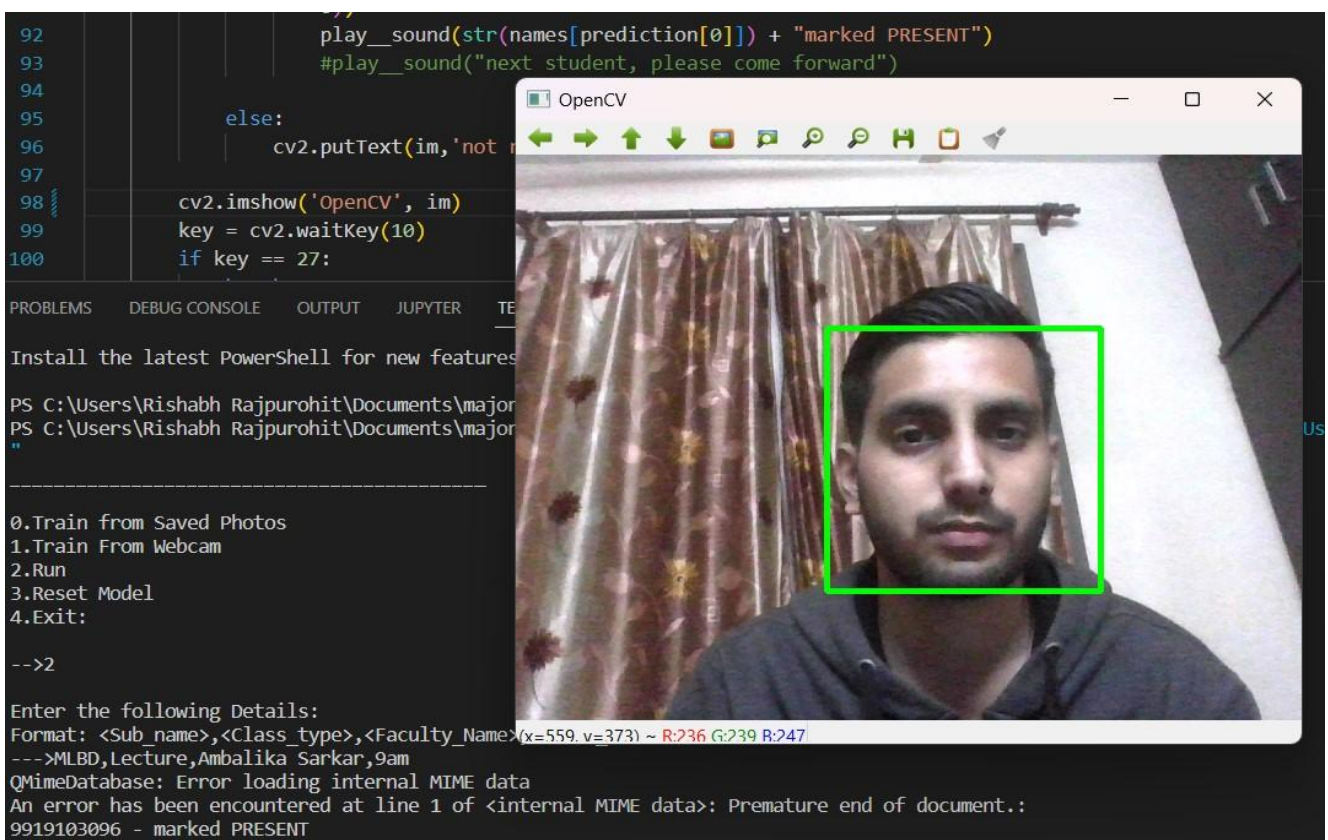 92 play__sound(str(names[prediction[0]]) + "marked PRESENT")
93 #play__sound("next student, please come forward")
94
95 else:
96 cv2.putText(im,'not
97
98 cv2.imshow('OpenCV', im)
99 key = cv2.waitKey(10)
100 if key == 27:
OpenCV
PROBLEMS DEBUG CONSOLE OUTPUT JUPYTER TE
Install the latest PowerShell for new features
PS C:\Users\Rishabh Rajpurohit\Documents\major
PS C:\Users\Rishabh Rajpurohit\Documents\major Us
"
___________________________________________
0.Train from Saved Photos
1.Train From Webcam
2.Run
3.Reset Model
4.Exit:
-->2
Enter the following Details:
Format: <Sub_name>,<Class_type>,<Faculty_Name>
(x=559, y=373) ~ R:236 G:239 B:247
--->MLBD,Lecture,Ambalika Sarkar,9am
QMimeDatabase: Error loading internal MIME data
An error has been encountered at line 1 of <internal MIME data>: Premature end of document.:
9919103096 - marked PRESENT